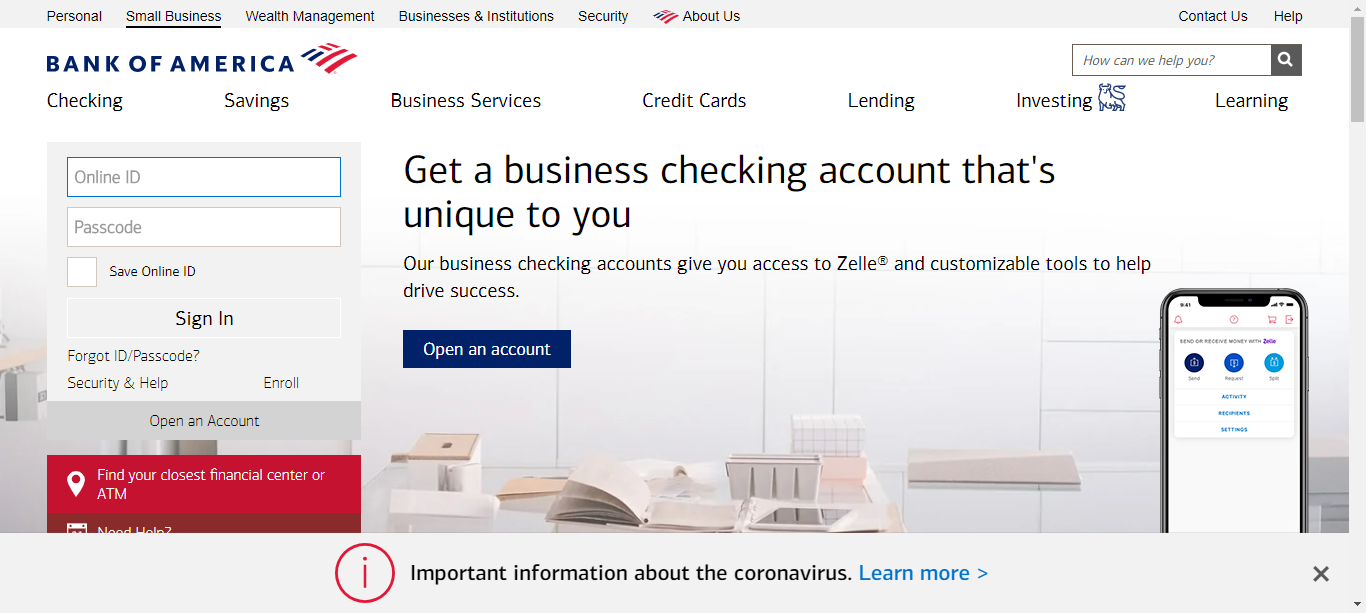 Personal
Small Business
Wealth Management
Businesses & Institutions
Security
About Us
Contact Us
Help
BANK OF AMERICA
How can we help you?
Checking
Savings
Business Services
Credit Cards
Lending
Investing
Learning
Online ID
Passcode
Save Online ID
Sign In
Forgot ID/Passcode?
Security & Help
Enroll
Open an Account
Find your closest financial center or
ATM
Need Help?
Get a business checking account that's
unique to you
Our business checking accounts give you access to Zelle® and customizable tools to help
drive success.
Open an account
9:41
SEND OR RECEIVE MONEY WITH Zelle
Send
Request
Split
ACTIVITY
RECIPIENTS
SETTINGS
Important information about the coronavirus. Learn more >